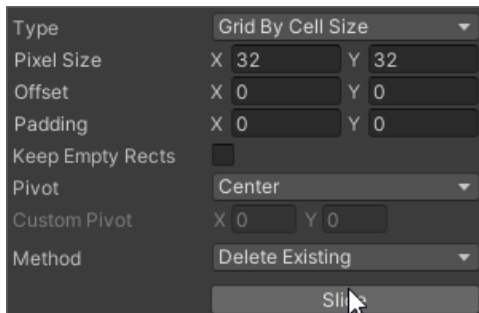 Type Grid By Cell Size
Pixel Size X 32 Y 32
Offset X 0 Y 0
Padding X 0 Y 0
Keep Empty Rects
Pivot Center
Custom Pivot X 0 Y 0
Method Delete Existing
Slice